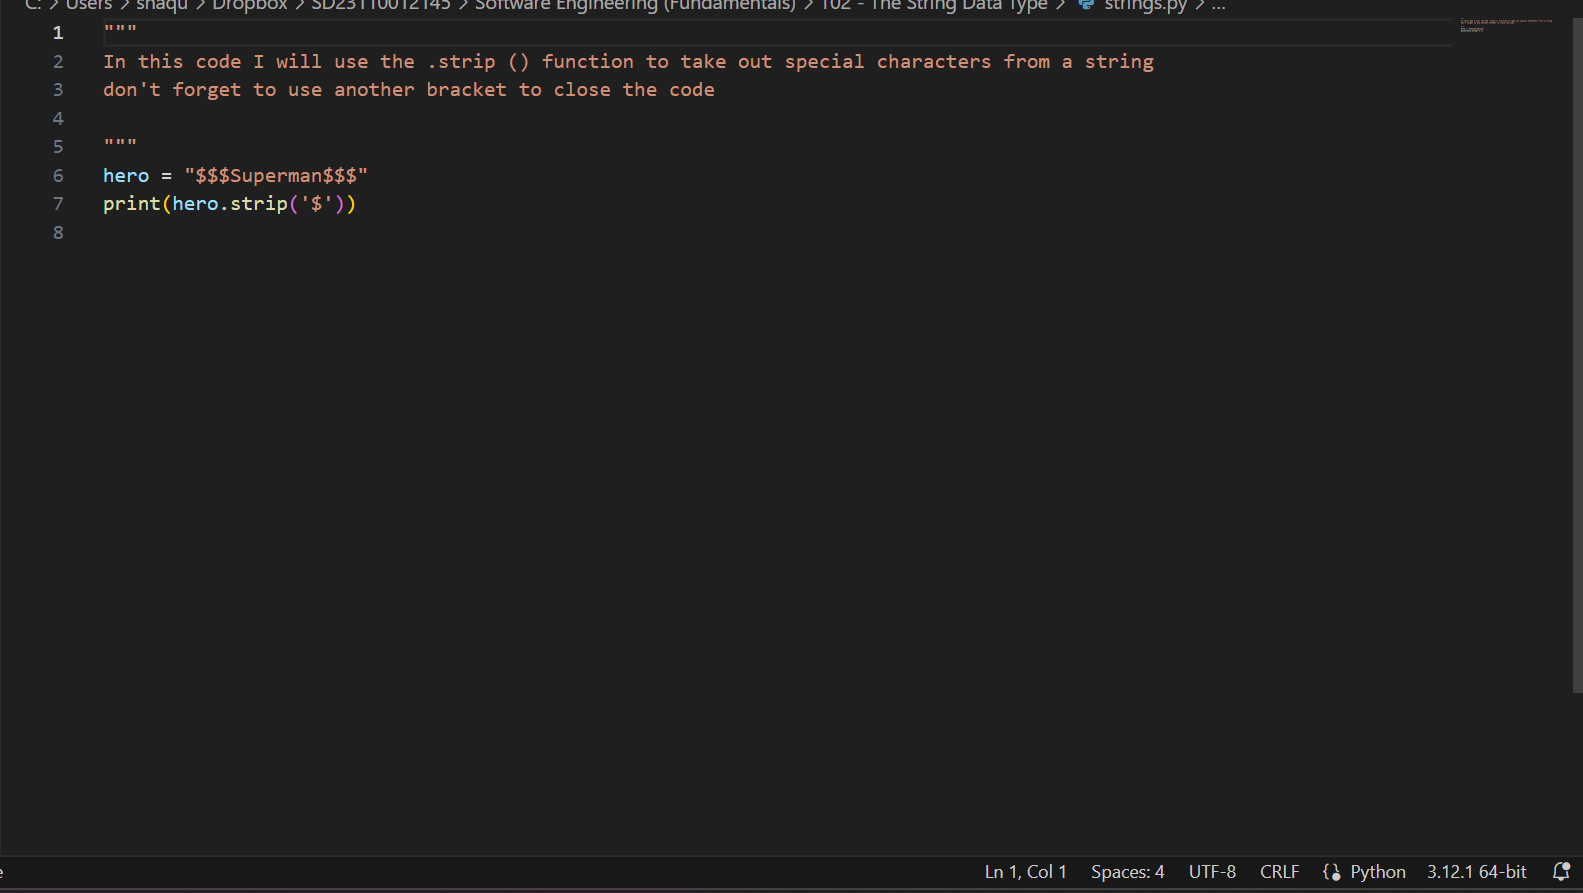 C: > Users > shaqu > Dropbox > SD23110012145 > Software Engineering (Fundamentals) > T02 - The String Data Type > strings.py > ...
1 """
2 In this code I will use the .strip () function to take out special characters from a string
3 don't forget to use another bracket to close the code
4
5 """
6 hero = "$$$Superman$$$"
7 print(hero.strip('$'))
8
Ln 1, Col 1 Spaces: 4 UTF-8 CRLF {} Python 3.12.1 64-bit